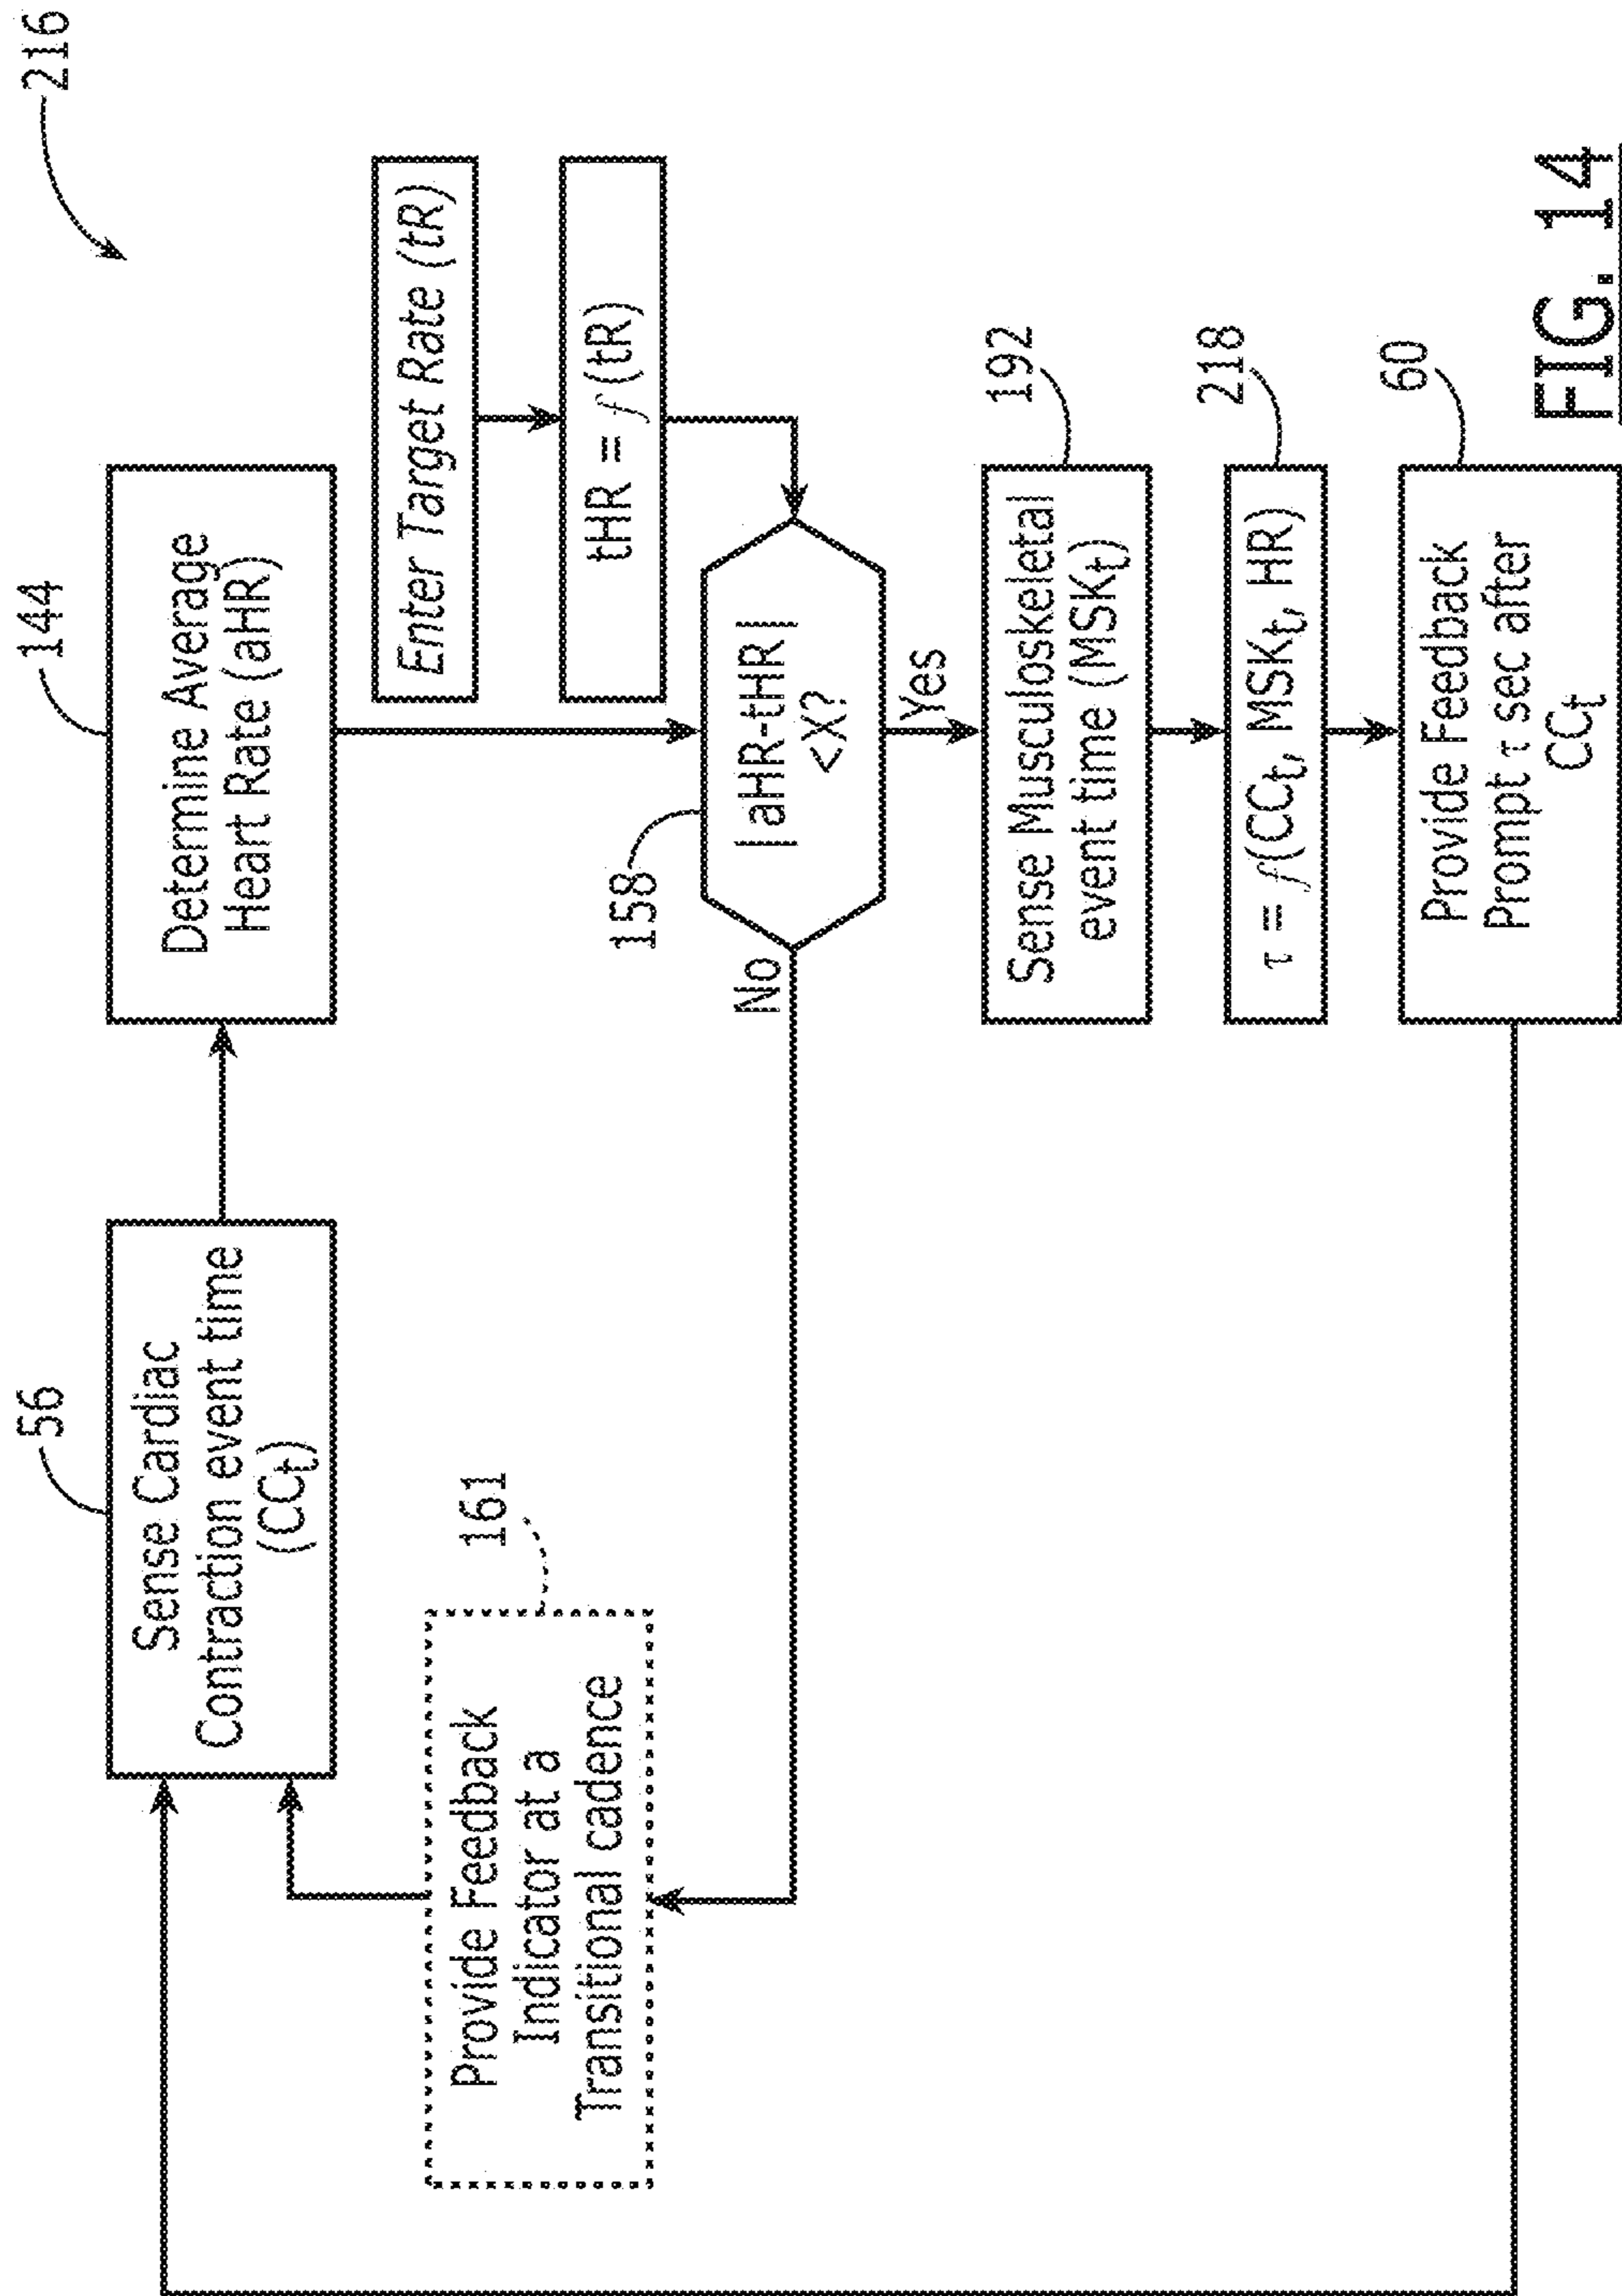 216
56
Sense Cardiac
Contraction event time
(CCt)
144
Determine Average
Heart Rate (aHR)
Enter Target Rate (tR)
tHR = f(tR)
161
Provide Feedback
Indicator at a
Transitional cadence
158
|aHR-tHR|
<X?
No
Yes
192
Sense Musculoskeletal
event time (MSKt)
218
τ = f(CCt, MSKt, HR)
60
Provide Feedback
Prompt τ sec after
CCt
FIG. 14